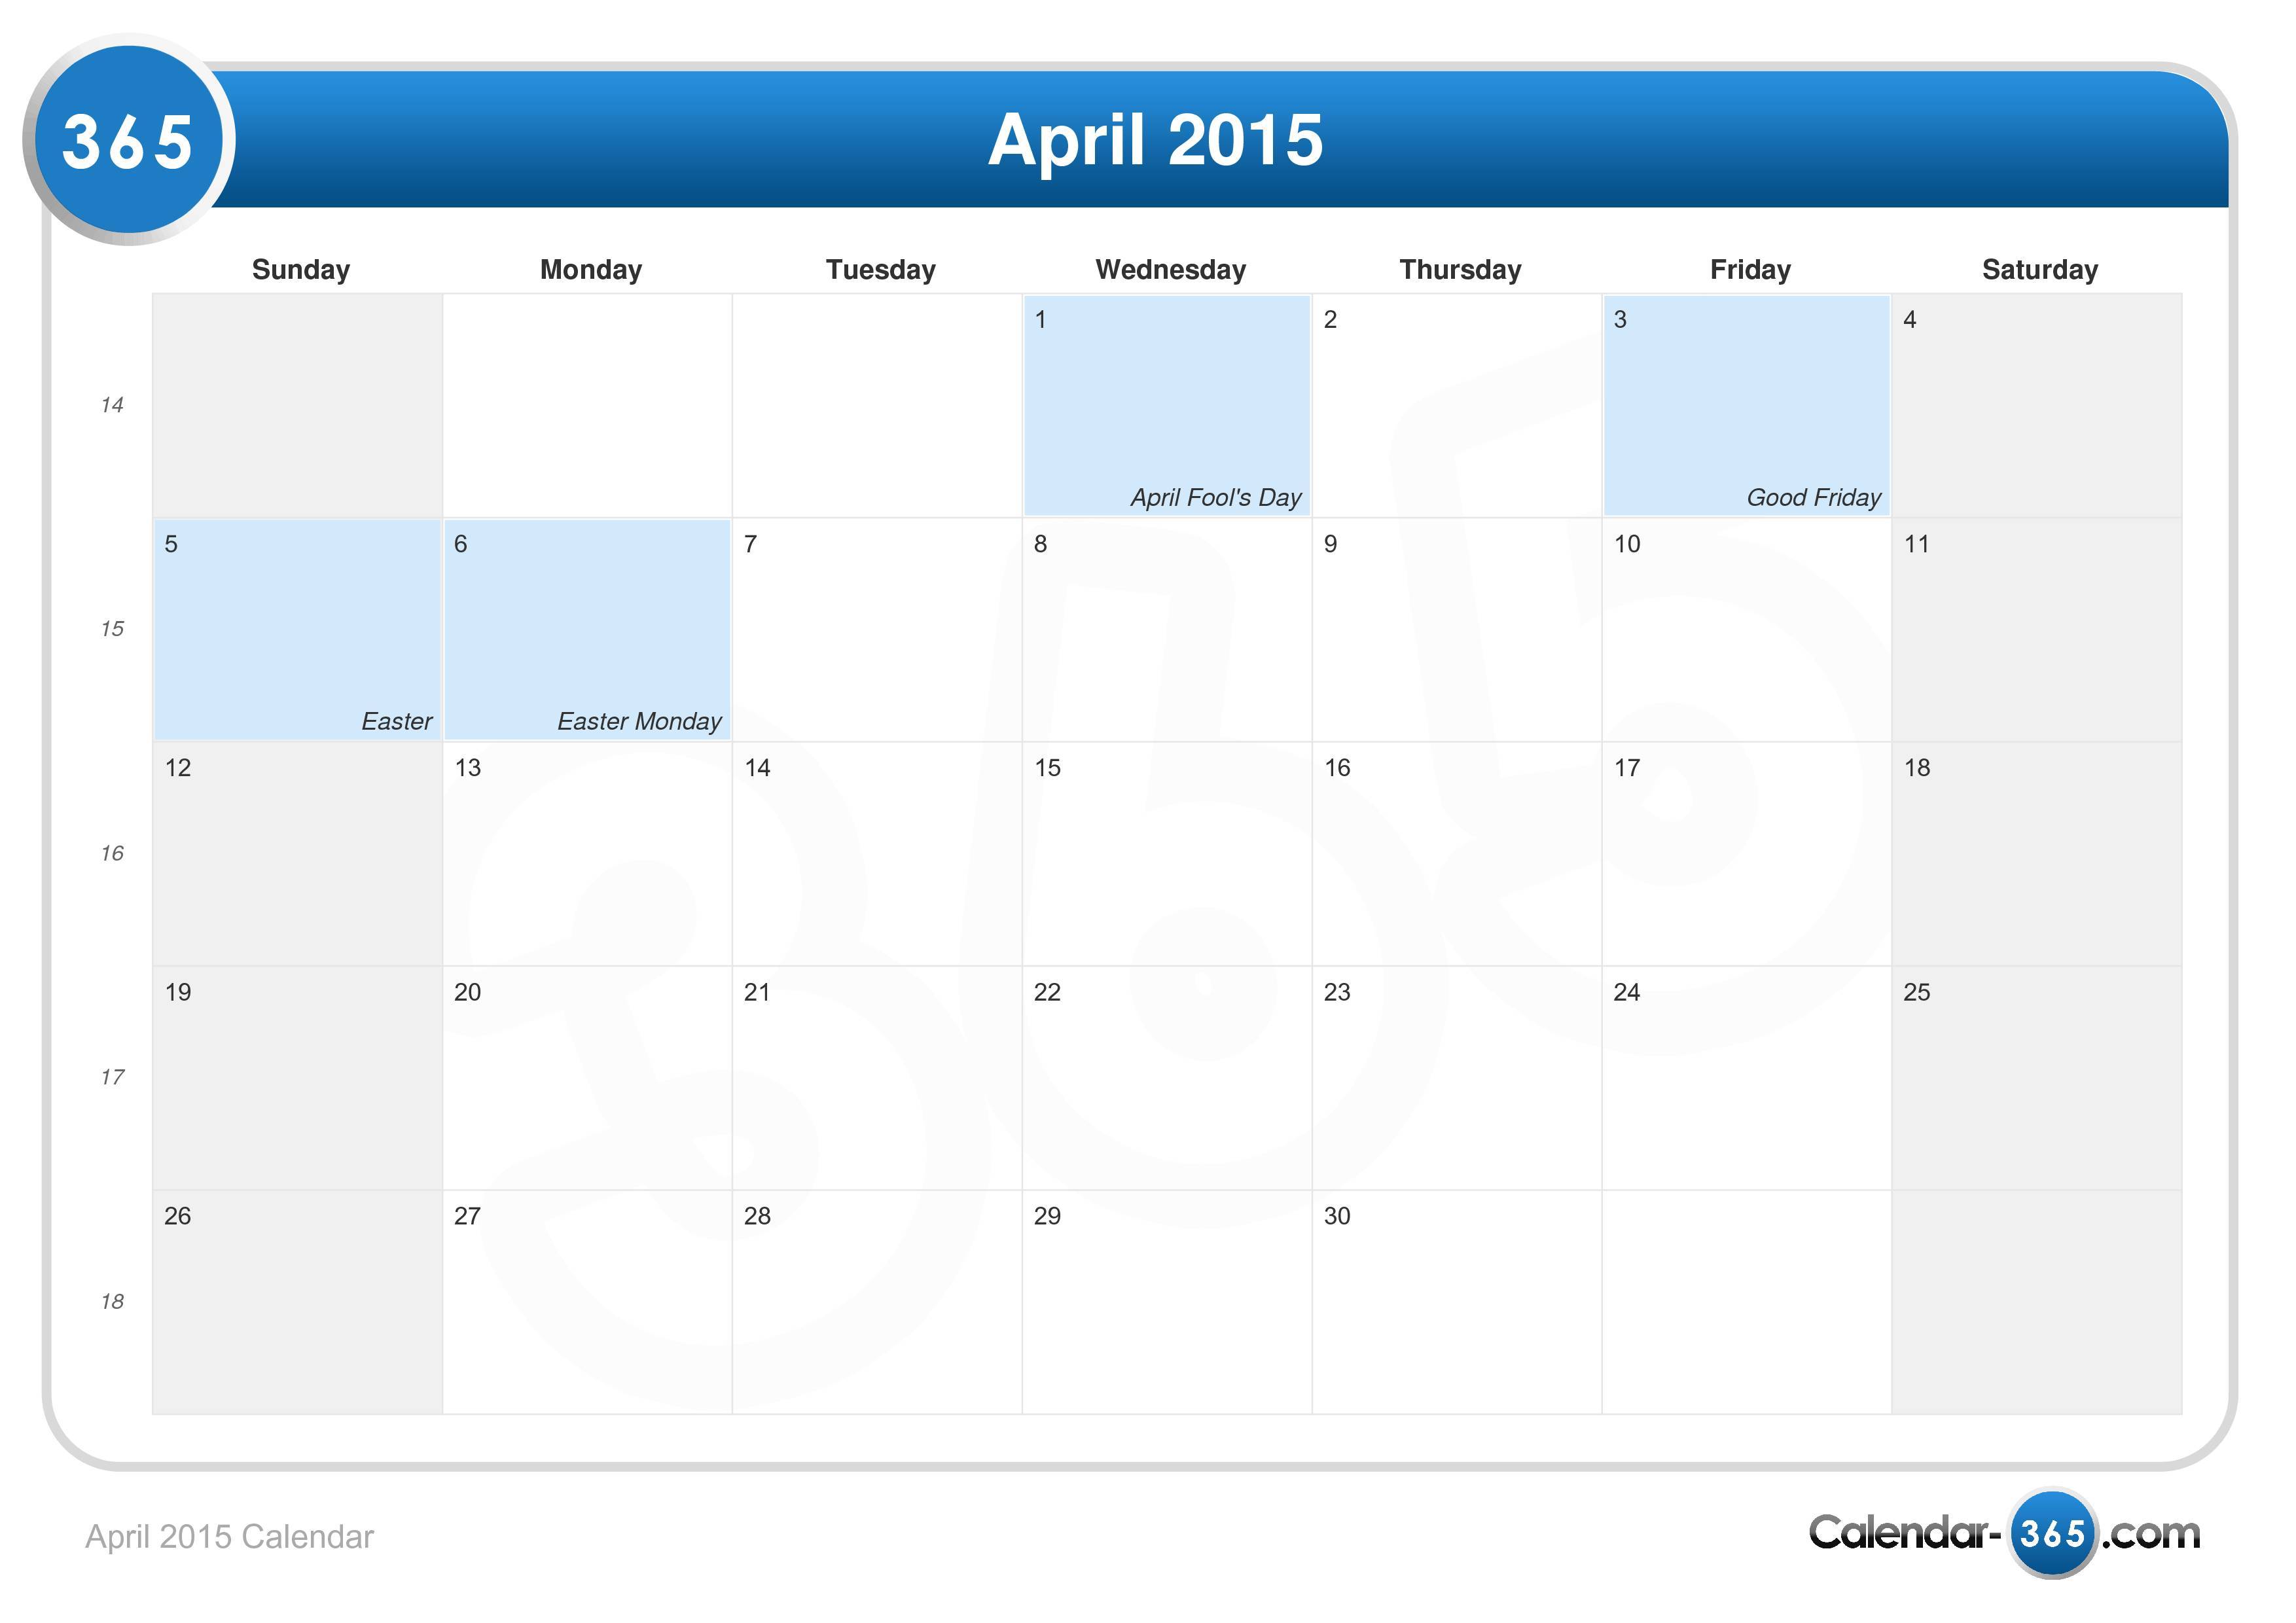 365
April 2015
Sunday Monday Tuesday Wednesday Thursday Friday Saturday
14
1 2 3 4
April Fool's Day Good Friday
5 6 7 8 9 10 11
15
Easter Easter Monday
12 13 14 15 16 17 18
16
19 20 21 22 23 24 25
17
26 27 28 29 30
18
365
April 2015 Calendar
Calendar-365.com